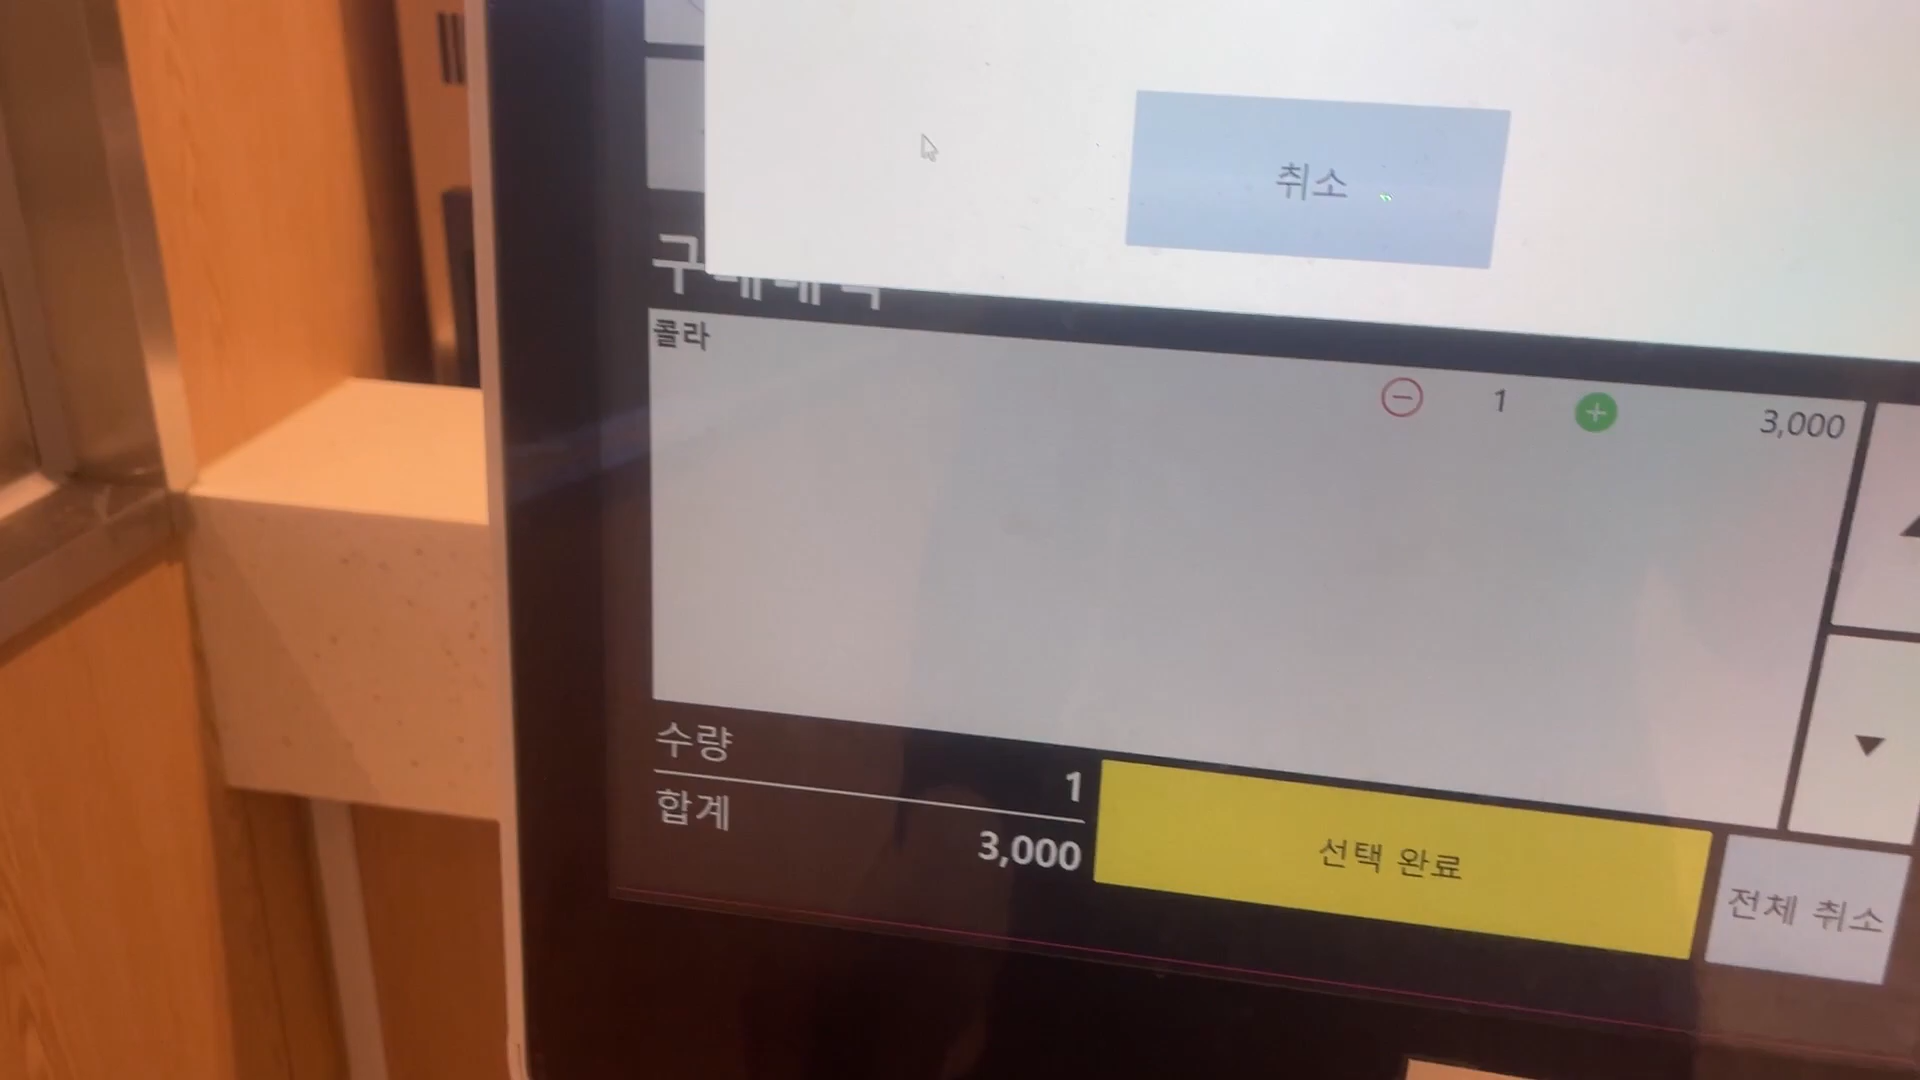 취소
콜라
1
3,000
수량
1
합계
3,000
선택 완료
전체 취소